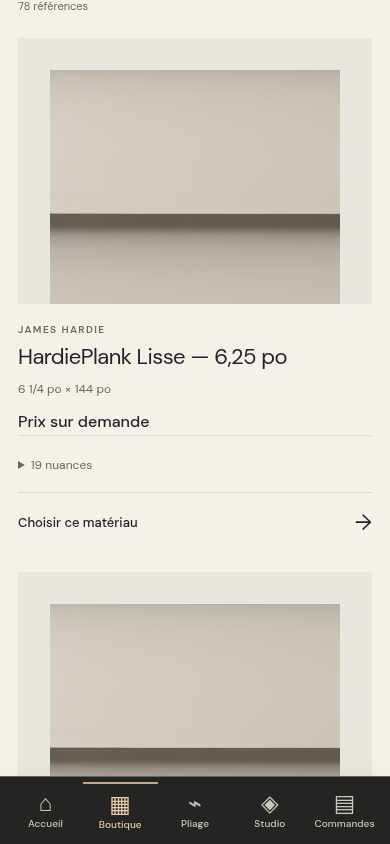 78 références
JAMES HARDIE
HardiePlank Lisse — 6,25 po
6 1/4 po × 144 po
Prix sur demande
19 nuances
Choisir ce matériau
Accueil
Boutique
Pliage
Studio
Commandes